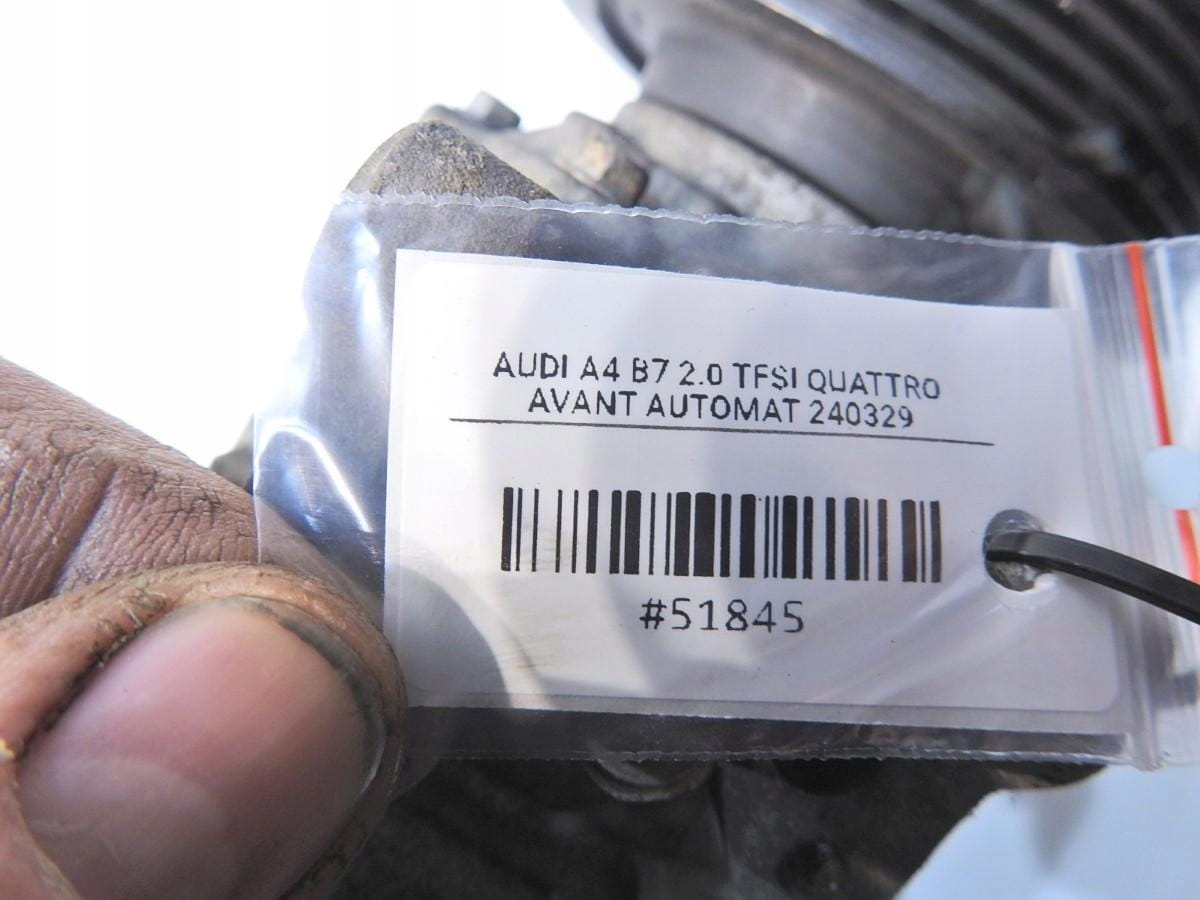 AUDI A4 B7 2.0 TFSI QUATTRO
AVANT AUTOMAT 240329
#51845